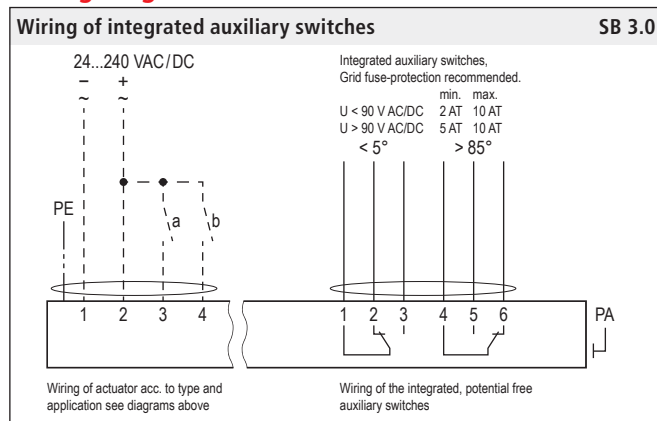 Wiring of integrated auxiliary switches SB 3.0
24...240 VAC/DC
– +
~ ~
Integrated auxiliary switches,
Grid fuse-protection recommended.
min. max.
U < 90 V AC/DC 2 AT 10 AT
U > 90 V AC/DC 5 AT 10 AT
< 5° > 85°
PE
a b
1 2 3 4
1 2 3 4 5 6
PA
Wiring of actuator acc. to type and
application see diagrams above
Wiring of the integrated, potential free
auxiliary switches